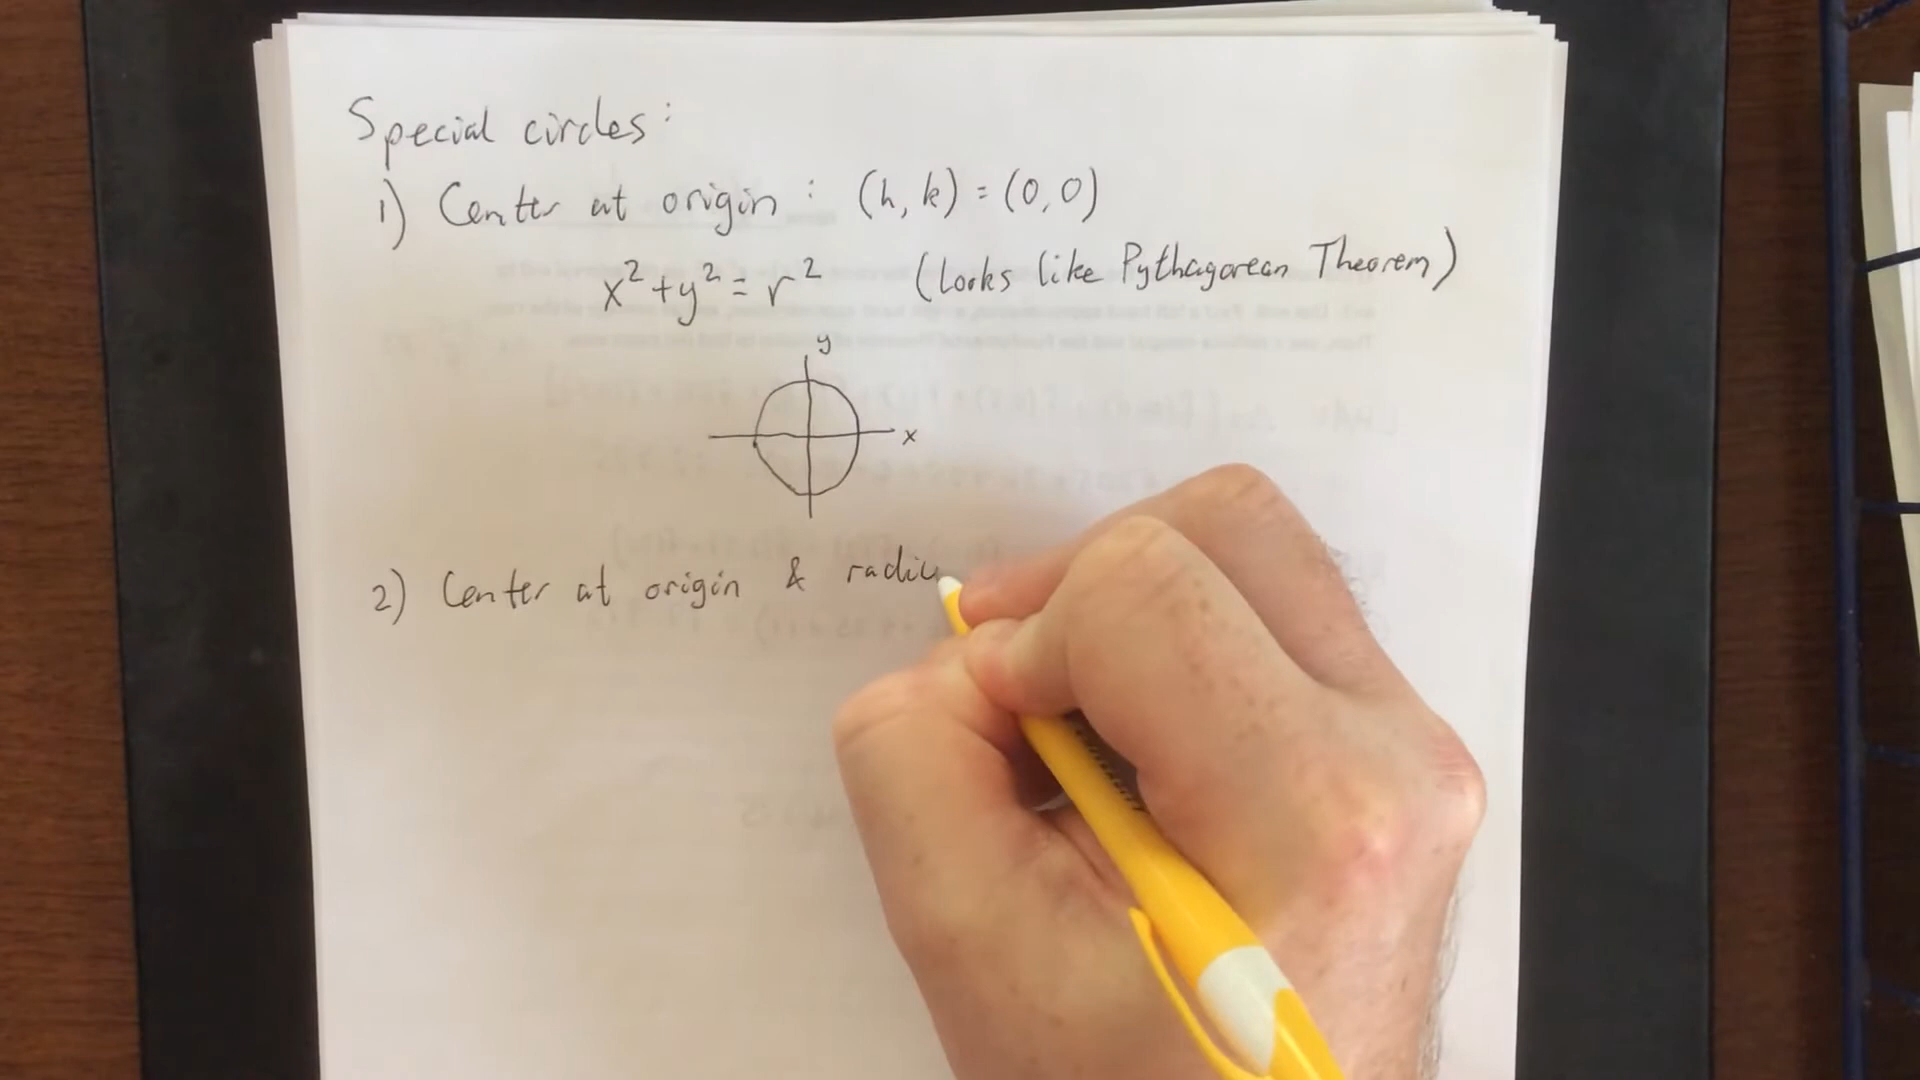 Special circles:
1) Center at origin : (h, k) = (0,0)
x² + y² = r² (looks like Pythagorean Theorem)
y
x
2) Center at origin & radiu